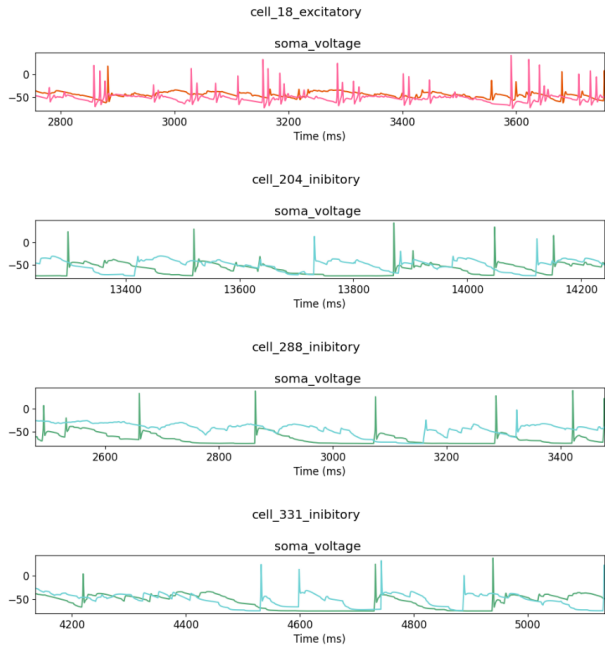 cell_18_excitatory
soma_voltage
0
−50
2800 3000 3200 3400 3600
Time (ms)
cell_204_inibitory
soma_voltage
0
−50
13400 13600 13800 14000 14200
Time (ms)
cell_288_inibitory
soma_voltage
0
−50
2600 2800 3000 3200 3400
Time (ms)
cell_331_inibitory
soma_voltage
0
−50
4200 4400 4600 4800 5000
Time (ms)